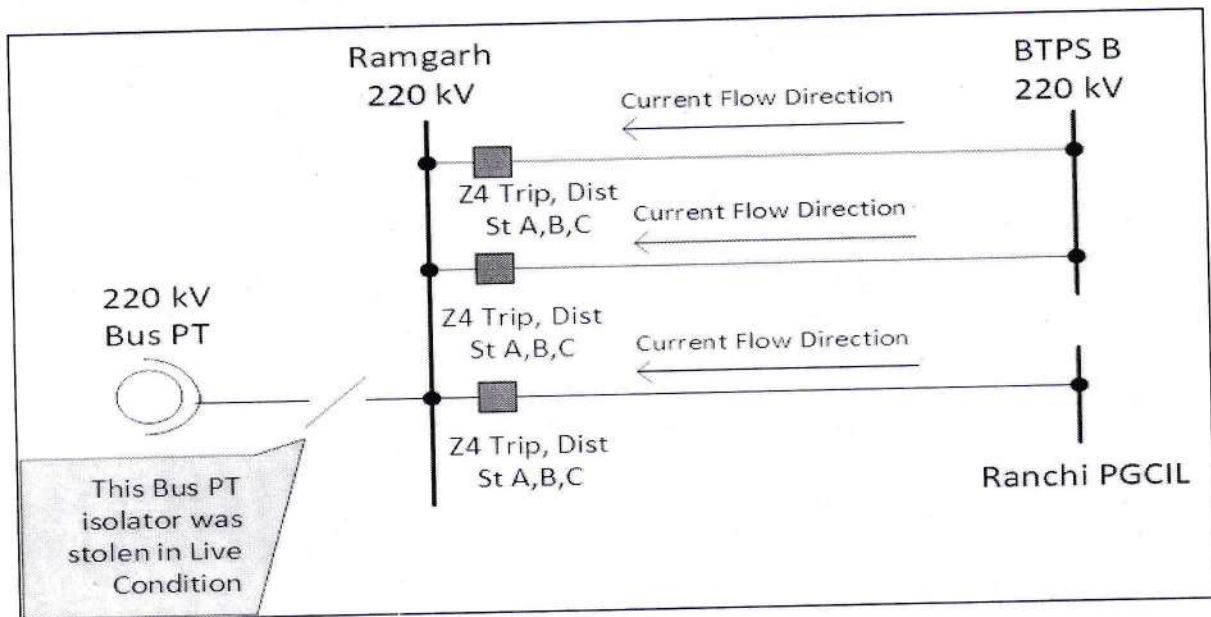 Ramgarh
220 kV
BTPS B
220 kV
Current Flow Direction
Z4 Trip, Dist
St A,B,C
Current Flow Direction
220 kV
Bus PT
Z4 Trip, Dist
St A,B,C
Current Flow Direction
Z4 Trip, Dist
St A,B,C
Ranchi PGCIL
This Bus PT
isolator was
stolen in Live
Condition